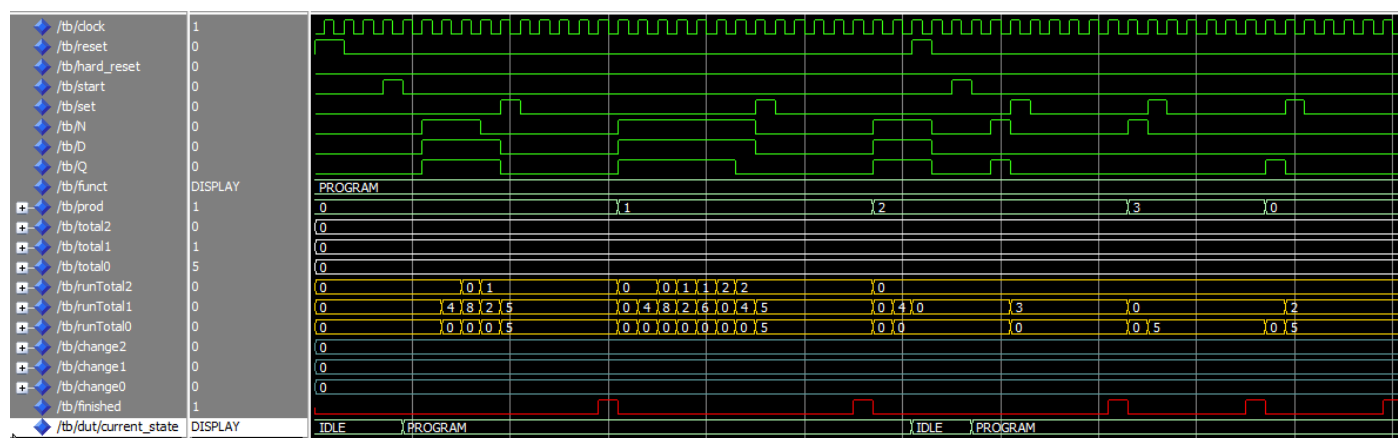 /tb/clock 1
/tb/reset 0
/tb/hard_reset 0
/tb/start 0
/tb/set 0
/tb/N 0
/tb/D 0
/tb/Q 0
/tb/funct DISPLAY PROGRAM
/tb/prod 1 0 1 2 3 0
/tb/total2 0 0
/tb/total1 1 0
/tb/total0 5 0
/tb/runTotal2 0 0 0 1 0 0 1 1 2 2 0
/tb/runTotal1 0 0 4 8 2 5 0 4 8 2 6 0 4 5 0 4 0 3 0 2
/tb/runTotal0 0 0 0 0 0 5 0 0 0 0 0 0 0 5 0 0 0 0 5 0 5
/tb/change2 0 0
/tb/change1 0 0
/tb/change0 0 0
/tb/finished 1
/tb/dut/current_state DISPLAY IDLE PROGRAM IDLE PROGRAM